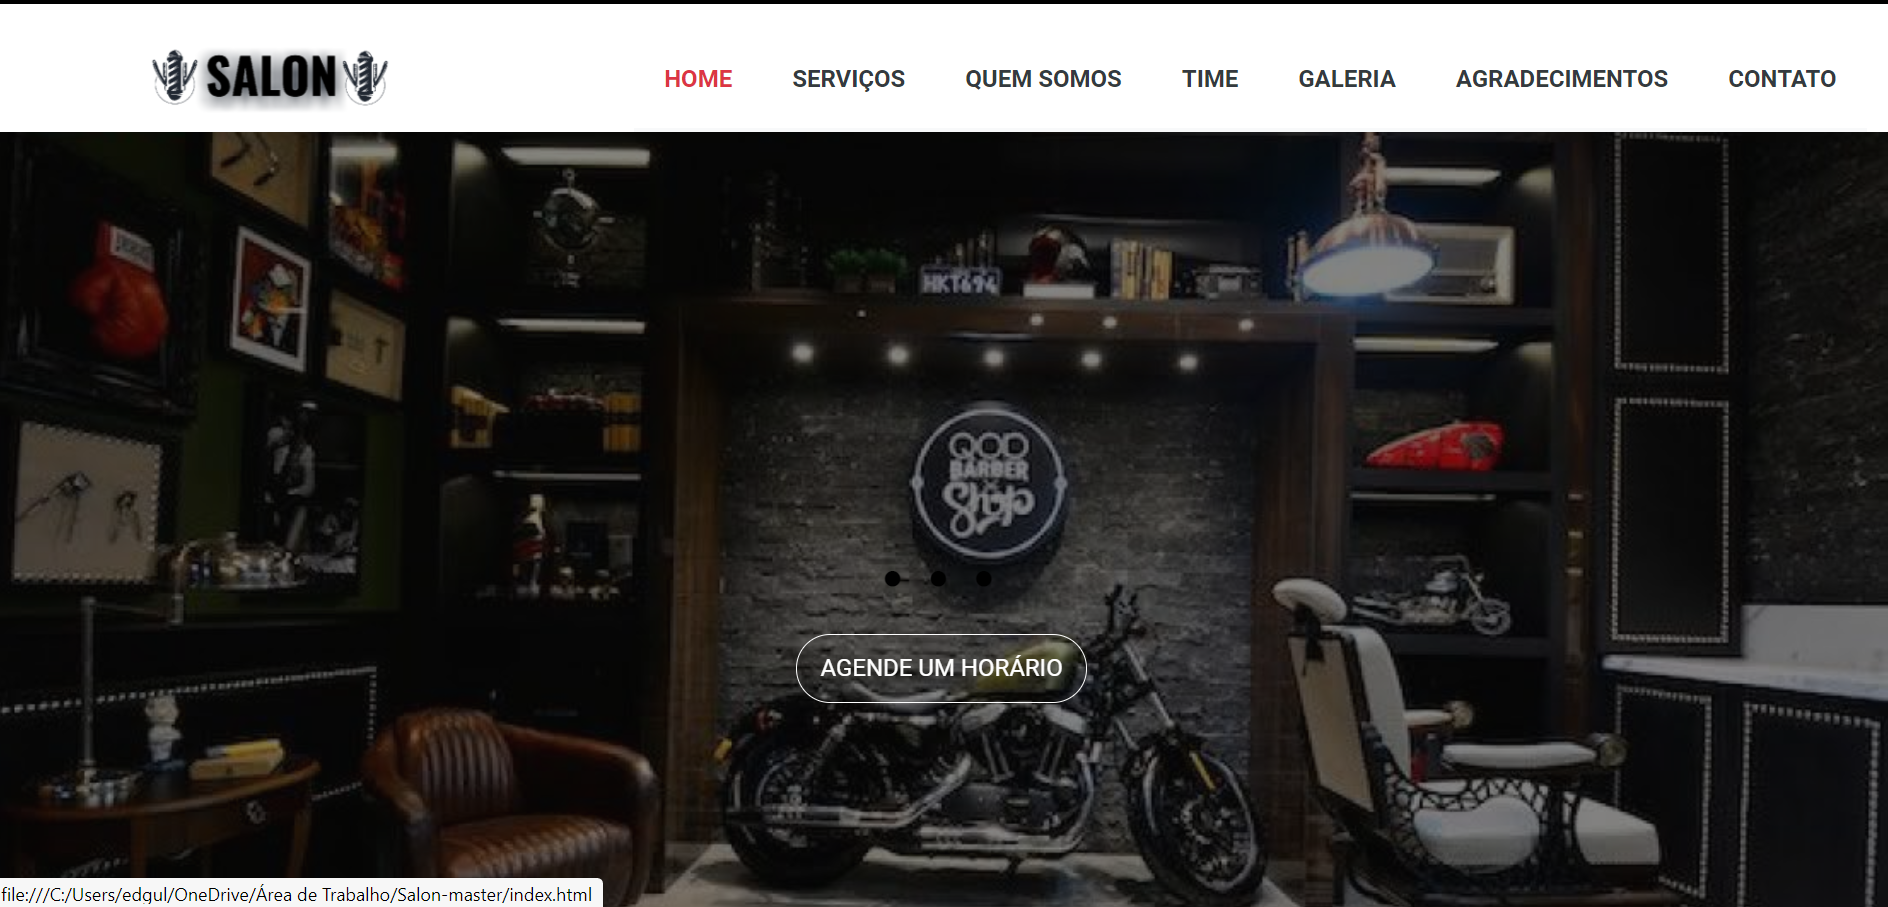 SALON
HOME SERVIÇOS QUEM SOMOS TIME GALERIA AGRADECIMENTOS CONTATO
HKT694
QOD
BARBER
Shop
AGENDE UM HORÁRIO
file:///C:/Users/edgul/OneDrive/Área de Trabalho/Salon-master/index.html